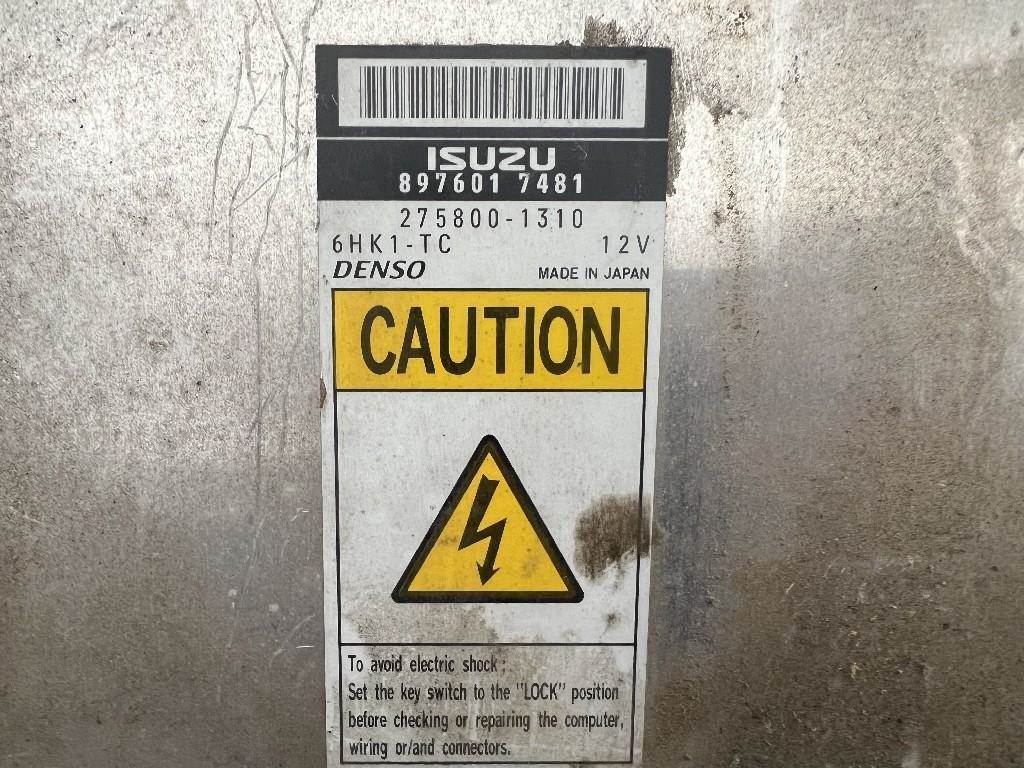 ISUZU
897601 7481
275800-1310
6HK1-TC 12V
DENSO MADE IN JAPAN
CAUTION
To avoid electric shock :
Set the key switch to the "LOCK" position
before checking or repairing the computer,
wiring or/and connectors.